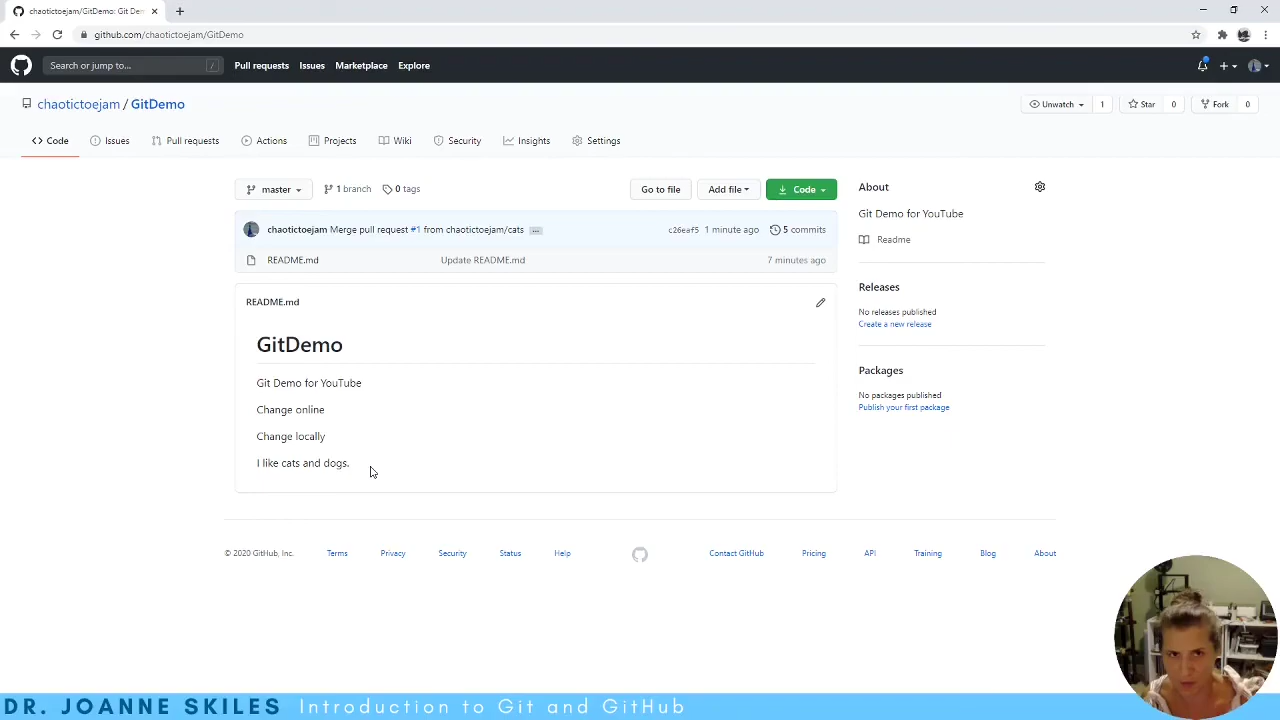 chaotictoejam/GitDemo: Git Dem
github.com/chaotictoejam/GitDemo
Search or jump to... / Pull requests Issues Marketplace Explore
chaotictoejam / GitDemo Unwatch 1 Star 0 Fork 0
Code Issues Pull requests Actions Projects Wiki Security Insights Settings
master 1 branch 0 tags Go to file Add file Code
chaotictoejam Merge pull request #1 from chaotictoejam/cats ... c26eaf5 1 minute ago 5 commits
README.md Update README.md 7 minutes ago
README.md
GitDemo
Git Demo for YouTube
Change online
Change locally
I like cats and dogs.
About
Git Demo for YouTube
Readme
Releases
No releases published
Create a new release
Packages
No packages published
Publish your first package
© 2020 GitHub, Inc. Terms Privacy Security Status Help Contact GitHub Pricing API Training Blog About
DR. JOANNE SKILES Introduction to Git and GitHub